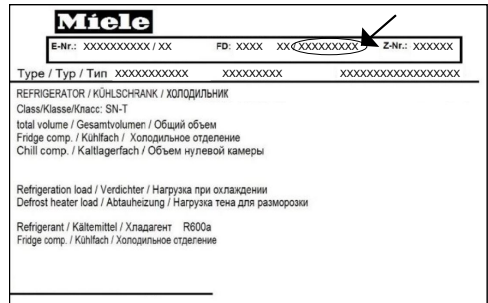 Miele
E-Nr.: XXXXXXXXXX / XX FD: XXXX XX XXXXXXXXX Z-Nr.: XXXXXX
Type / Typ / Тип XXXXXXXXXXX XXXXXXXXX XXXXXXXXXXXXXXXXXX
REFRIGERATOR / KÜHLSCHRANK / ХОЛОДИЛЬНИК
Class/Klasse/Класс: SN-T
total volume / Gesamtvolumen / Общий объем
Fridge comp. / Kühlfach / Холодильное отделение
Chill comp. / Kaltlagerfach / Объем нулевой камеры
Refrigeration load / Verdichter / Нагрузка при охлаждении
Defrost heater load / Abtauheizung / Нагрузка тена для разморозки
Refrigerant / Kältemittel / Хладагент R600a
Fridge comp. / Kühlfach / Холодильное отделение